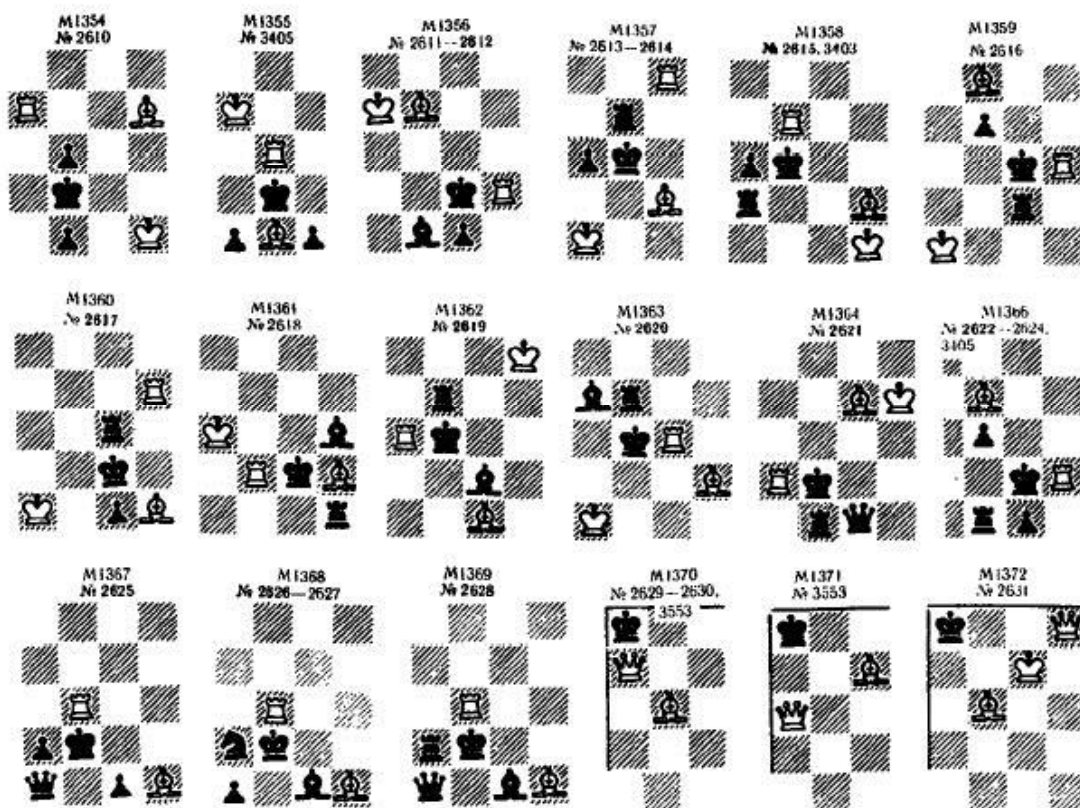 M1354
№ 2610
M1355
№ 3405
M1356
№ 2611—2612
M1357
№ 2613—2614
M1358
№ 2615, 3403
M1359
№ 2616
M1360
№ 2617
M1361
№ 2618
M1362
№ 2619
M1363
№ 2620
M1364
№ 2621
M1366
№ 2622—2624,
3405
M1367
№ 2625
M1368
№ 2626—2627
M1369
№ 2628
M1370
№ 2629—2630,
3553
M1371
№ 3553
M1372
№ 2631